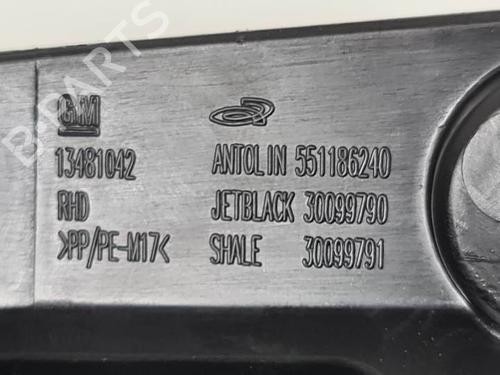 B-PARTS
GM
13481042 ANTOLIN 551186240
RHD JETBLACK 30099790
>PP/PE-M17< SHALE 30099791